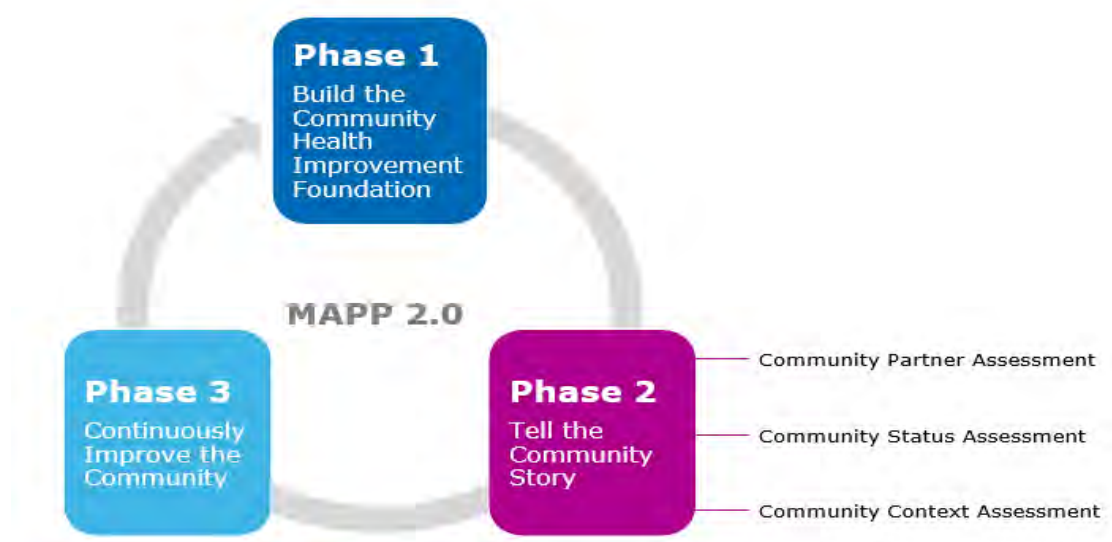 Phase 1
Build the
Community
Health
Improvement
Foundation
MAPP 2.0
Phase 2
Tell the
Community
Story
Community Partner Assessment
Community Status Assessment
Community Context Assessment
Phase 3
Continuously
Improve the
Community